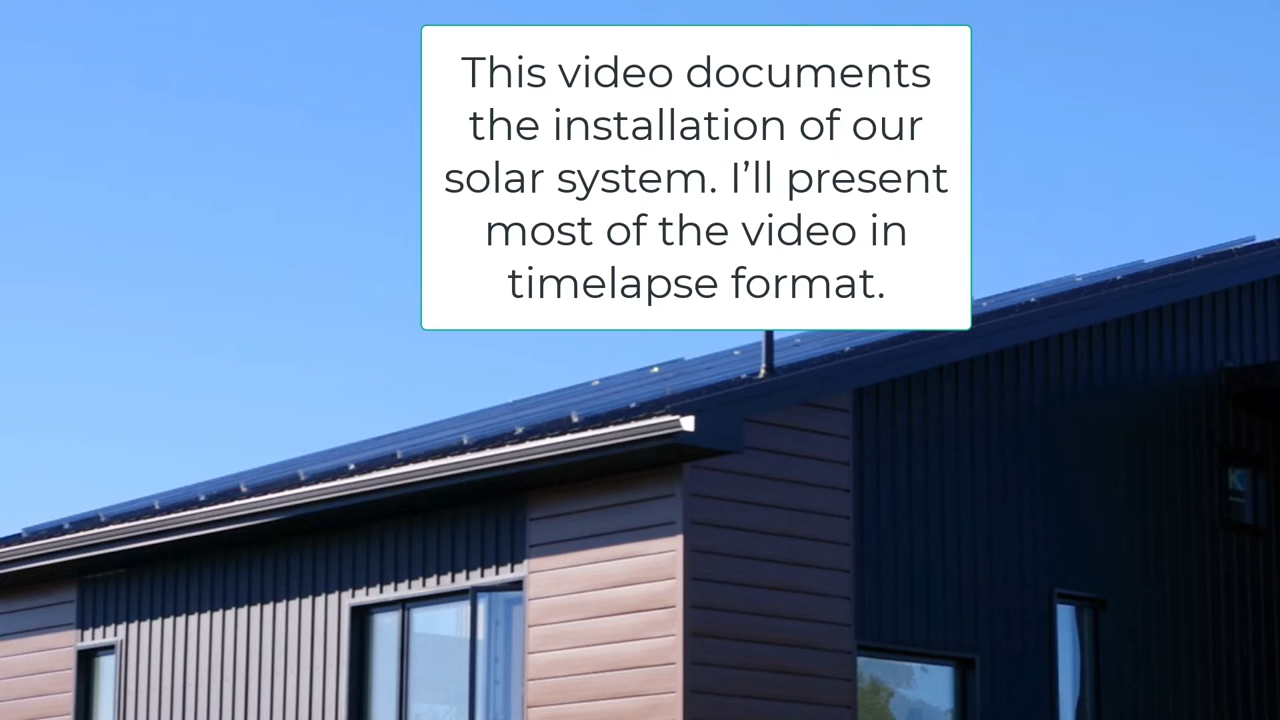 This video documents
the installation of our
solar system. I’ll present
most of the video in
timelapse format.